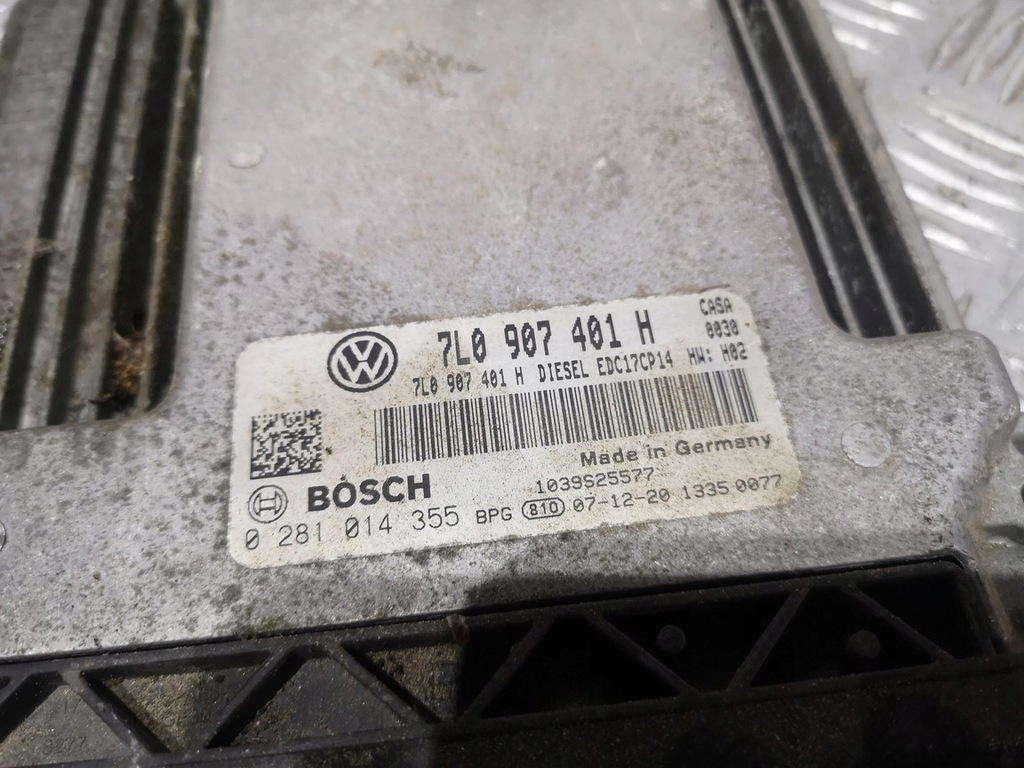 7L0 907 401 H
CASA
0030
7L0 907 401 H DIESEL EDC17CP14 HW: H02
Made in Germany
BOSCH
1039S25577
0 281 014 355 BPG 810 07-12-20 1335 0077